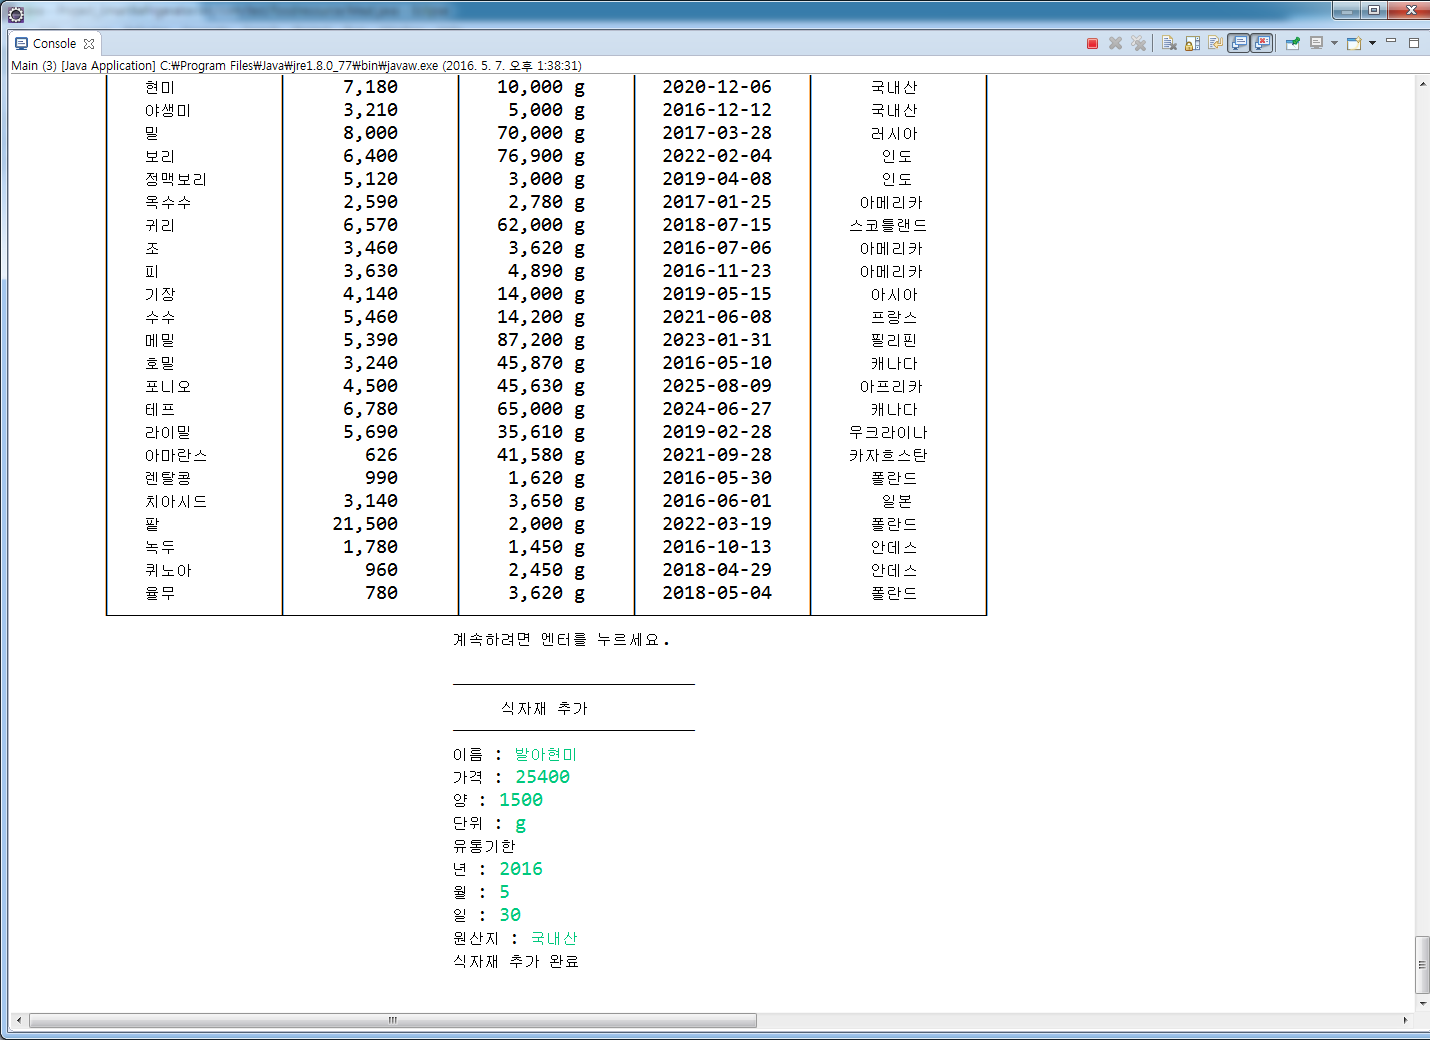 Console
Main (3) [Java Application] C:￦Program Files￦Java￦jre1.8.0_77￦bin￦javaw.exe (2016. 5. 7. 오후 1:38:31)
현미 7,180 10,000 g 2020-12-06 국내산
야생미 3,210 5,000 g 2016-12-12 국내산
밀 8,000 70,000 g 2017-03-28 러시아
보리 6,400 76,900 g 2022-02-04 인도
정맥보리 5,120 3,000 g 2019-04-08 인도
옥수수 2,590 2,780 g 2017-01-25 아메리카
귀리 6,570 62,000 g 2018-07-15 스코틀랜드
조 3,460 3,620 g 2016-07-06 아메리카
피 3,630 4,890 g 2016-11-23 아메리카
기장 4,140 14,000 g 2019-05-15 아시아
수수 5,460 14,200 g 2021-06-08 프랑스
메밀 5,390 87,200 g 2023-01-31 필리핀
호밀 3,240 45,870 g 2016-05-10 캐나다
포니오 4,500 45,630 g 2025-08-09 아프리카
테프 6,780 65,000 g 2024-06-27 캐나다
라이밀 5,690 35,610 g 2019-02-28 우크라이나
아마란스 626 41,580 g 2021-09-28 카자흐스탄
렌탈콩 990 1,620 g 2016-05-30 폴란드
치아시드 3,140 3,650 g 2016-06-01 일본
팥 21,500 2,000 g 2022-03-19 폴란드
녹두 1,780 1,450 g 2016-10-13 안데스
퀴노아 960 2,450 g 2018-04-29 안데스
율무 780 3,620 g 2018-05-04 폴란드
계속하려면 엔터를 누르세요.
식자재 추가
이름 : 발아현미
가격 : 25400
양 : 1500
단위 : g
유통기한
년 : 2016
월 : 5
일 : 30
원산지 : 국내산
식자재 추가 완료